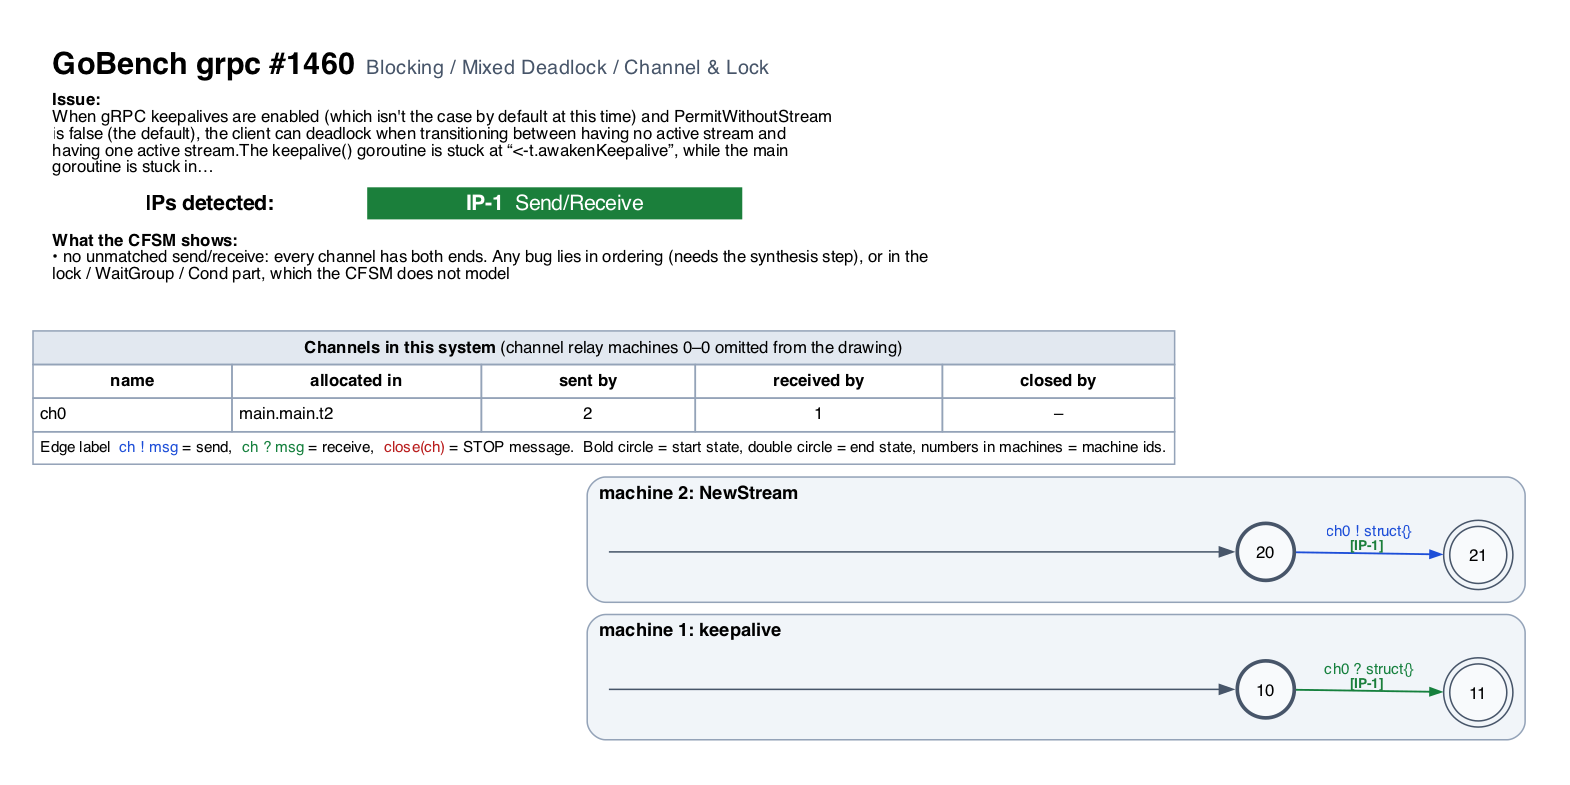 GoBench grpc #1460 Blocking / Mixed Deadlock / Channel & Lock
Issue:
When gRPC keepalives are enabled (which isn't the case by default at this time) and PermitWithoutStream
is false (the default), the client can deadlock when transitioning between having no active stream and
having one active stream.The keepalive() goroutine is stuck at “<-t.awakenKeepalive”, while the main
goroutine is stuck in…
IPs detected: IP-1 Send/Receive
What the CFSM shows:
• no unmatched send/receive: every channel has both ends. Any bug lies in ordering (needs the synthesis step), or in the
lock / WaitGroup / Cond part, which the CFSM does not model
Channels in this system (channel relay machines 0–0 omitted from the drawing)
name allocated in sent by received by closed by
ch0 main.main.t2 2 1 –
Edge label ch ! msg = send, ch ? msg = receive, close(ch) = STOP message. Bold circle = start state, double circle = end state, numbers in machines = machine ids.
machine 2: NewStream
ch0 ! struct{}
[IP-1]
20 21
machine 1: keepalive
ch0 ? struct{}
[IP-1]
10 11